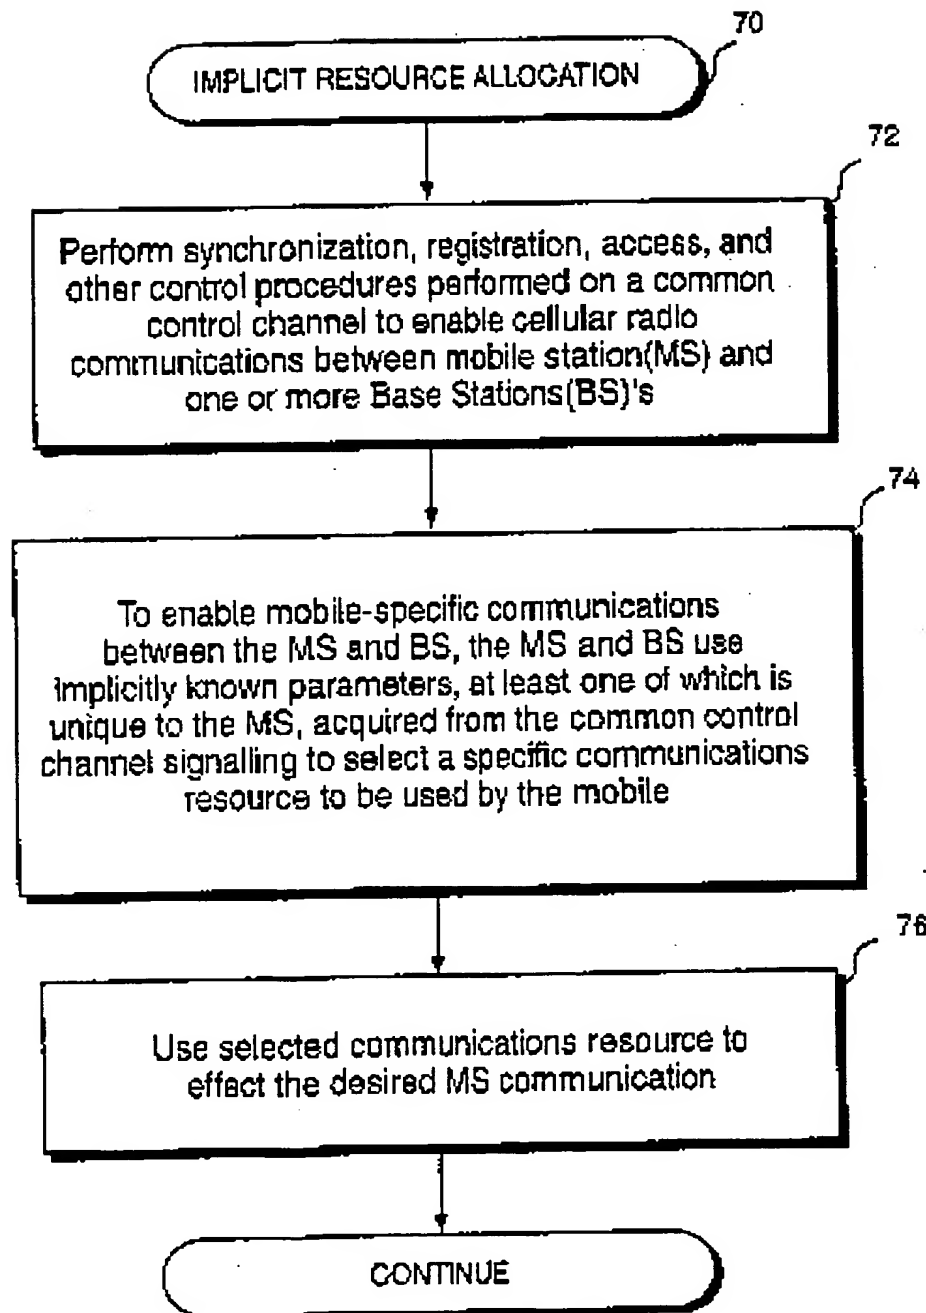 70
IMPLICIT RESOURCE ALLOCATION
72
Perform synchronization, registration, access, and
other control procedures performed on a common
control channel to enable cellular radio
communications between mobile station(MS) and
one or more Base Stations(BS)'s
74
To enable mobile-specific communications
between the MS and BS, the MS and BS use
implicitly known parameters, at least one of which is
unique to the MS, acquired from the common control
channel signalling to select a specific communications
resource to be used by the mobile
76
Use selected communications resource to
effect the desired MS communication
CONTINUE